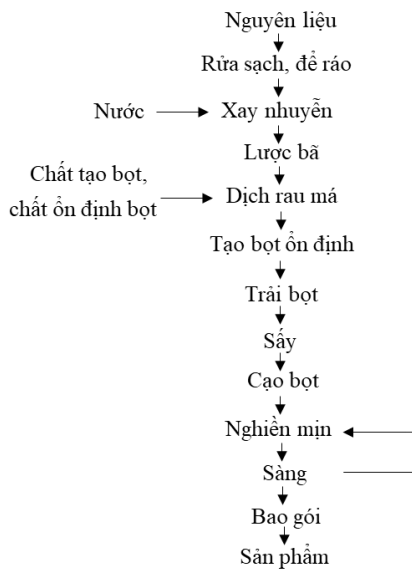 Nguyên liệu
Rửa sạch, để ráo
Nước
Xay nhuyễn
Lược bã
Chất tạo bọt,
chất ổn định bọt
Dịch rau má
Tạo bọt ổn định
Trải bọt
Sấy
Cạo bọt
Nghiền mịn
Sàng
Bao gói
Sản phẩm